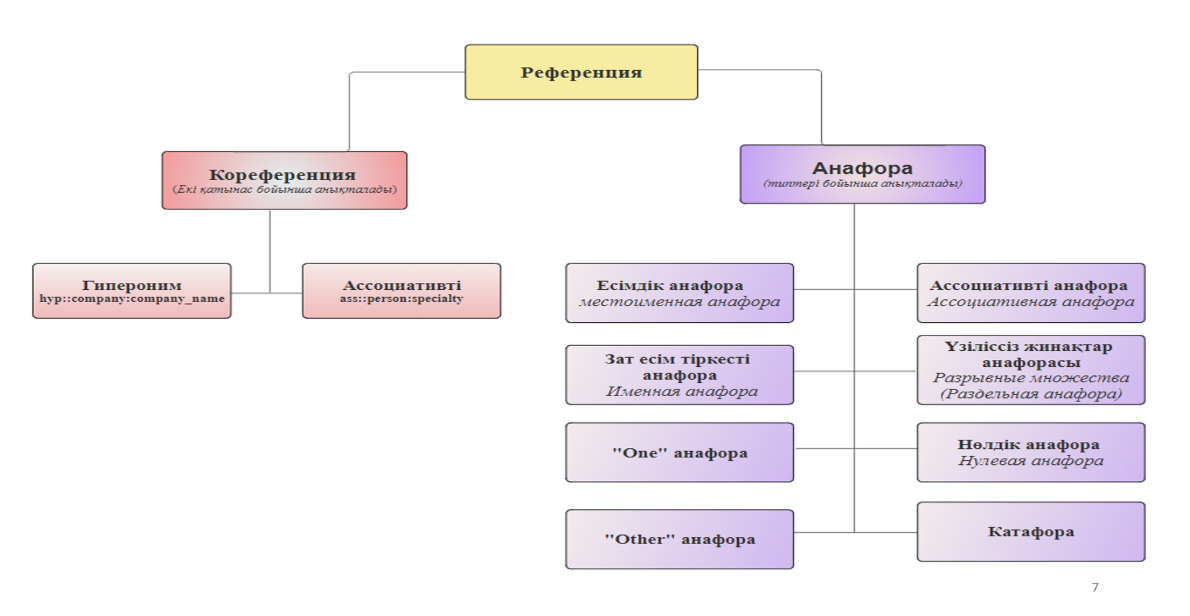 Референция
Кореференция
(Екі қатынас бойынша анықталады)
Анафора
(типтері бойынша анықталады)
Гипероним
hyp::company:company_name
Ассоциативті
ass::person:specialty
Есімдік анафора
местоименная анафора
Ассоциативті анафора
Ассоциативная анафора
Зат есім тіркесті
анафора
Именная анафора
Үзіліссіз жинақтар
анафорасы
Разрывные множества
(Раздельная анафора)
"One" анафора
Нөлдік анафора
Нулевая анафора
"Other" анафора
Катафора
7